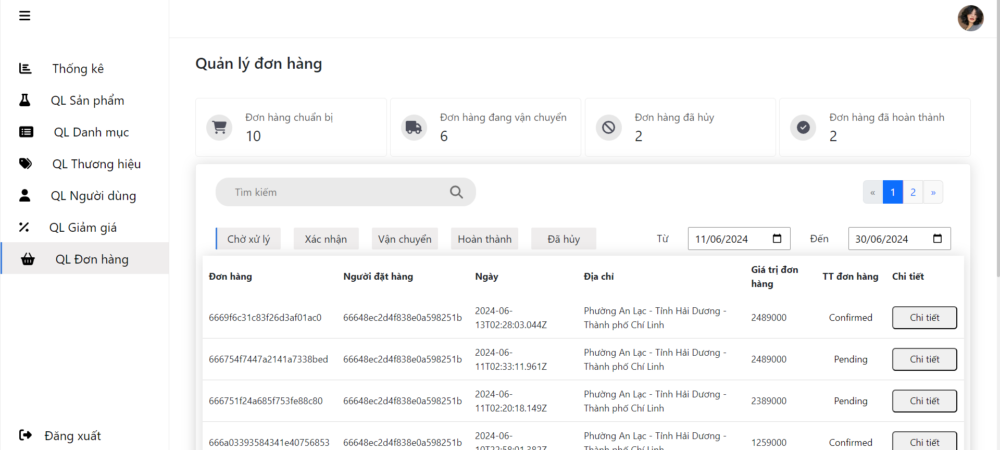 Thống kê
QL Sản phẩm
QL Danh mục
QL Thương hiệu
QL Người dùng
QL Giảm giá
QL Đơn hàng
Đăng xuất
Quản lý đơn hàng
Đơn hàng chuẩn bị
10
Đơn hàng đang vận chuyển
6
Đơn hàng đã hủy
2
Đơn hàng đã hoàn thành
2
Tìm kiếm
« 1 2 »
Chờ xử lý Xác nhận Vận chuyển Hoàn thành Đã hủy Từ 11/06/2024 Đến 30/06/2024
Đơn hàng Người đặt hàng Ngày Địa chỉ Giá trị đơn hàng TT đơn hàng Chi tiết
6669f6c31c83f26d3af01ac0 66648ec2d4f838e0a598251b 2024-06-13T02:28:03.044Z Phường An Lạc - Tỉnh Hải Dương - Thành phố Chí Linh 2489000 Confirmed Chi tiết
666754f7447a2141a7338bed 66648ec2d4f838e0a598251b 2024-06-11T02:33:11.961Z Phường An Lạc - Tỉnh Hải Dương - Thành phố Chí Linh 2489000 Pending Chi tiết
666751f24a685f753fe88c80 66648ec2d4f838e0a598251b 2024-06-11T02:20:18.149Z Phường An Lạc - Tỉnh Hải Dương - Thành phố Chí Linh 2389000 Pending Chi tiết
666a03393584341e40756853 66648ec2d4f838e0a598251b 2024-06-10T22:58:01.382Z Phường An Lạc - Tỉnh Hải Dương - Thành phố Chí Linh 1259000 Confirmed Chi tiết